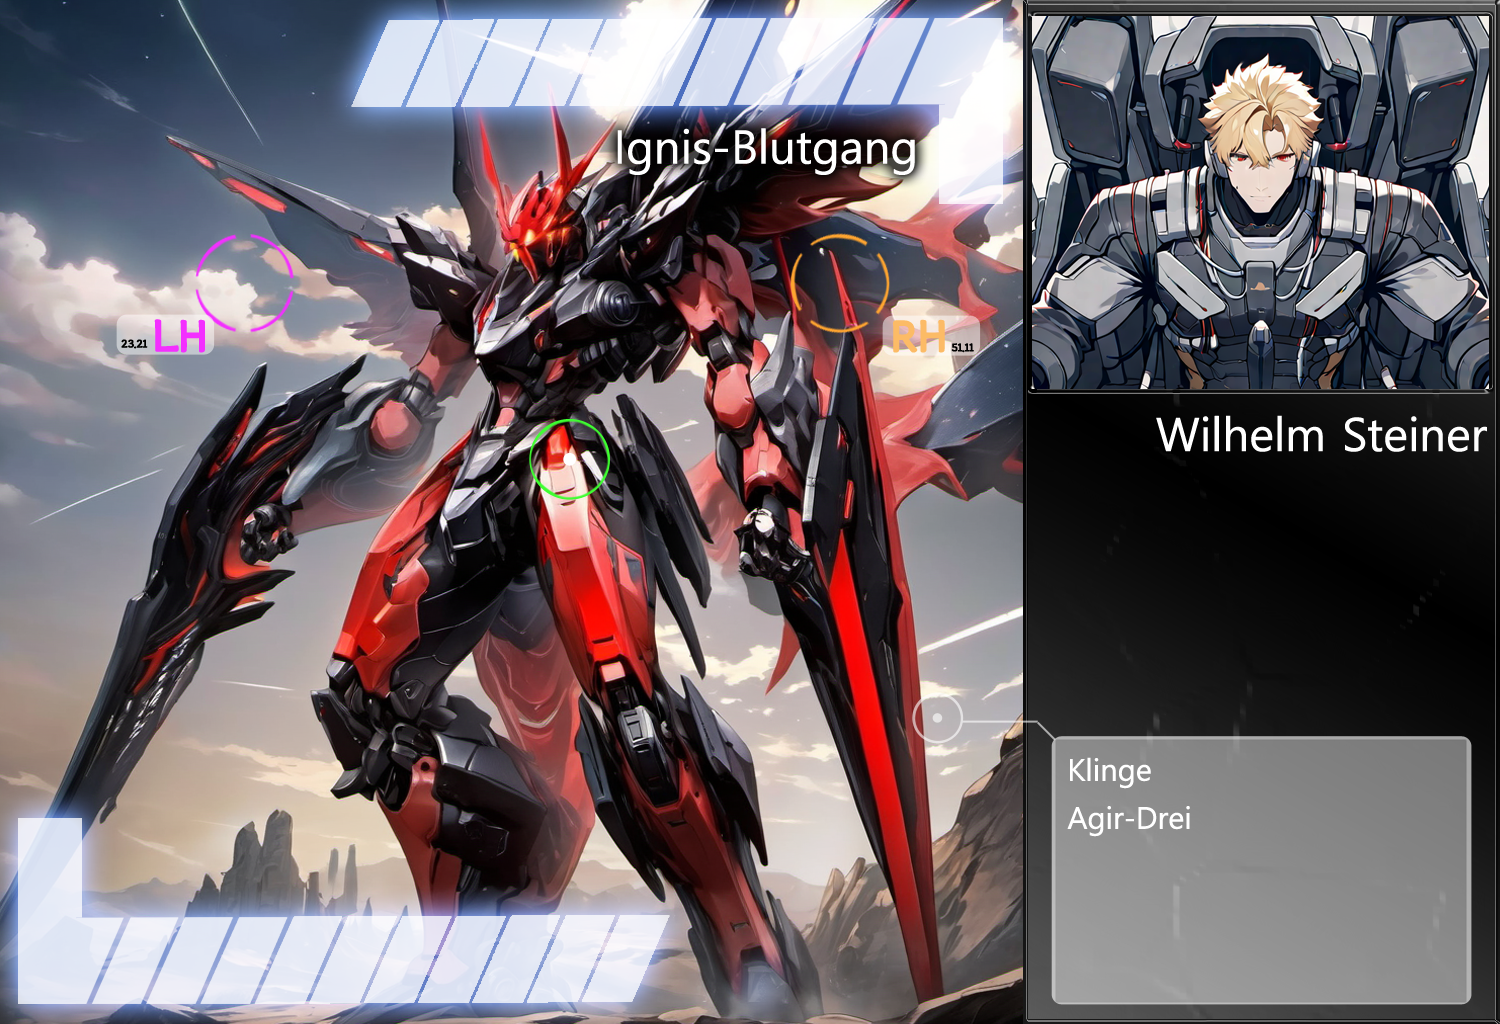 Ignis-Blutgang
23,21 LH
RH 51,11
Wilhelm Steiner
Klinge
Agir-Drei